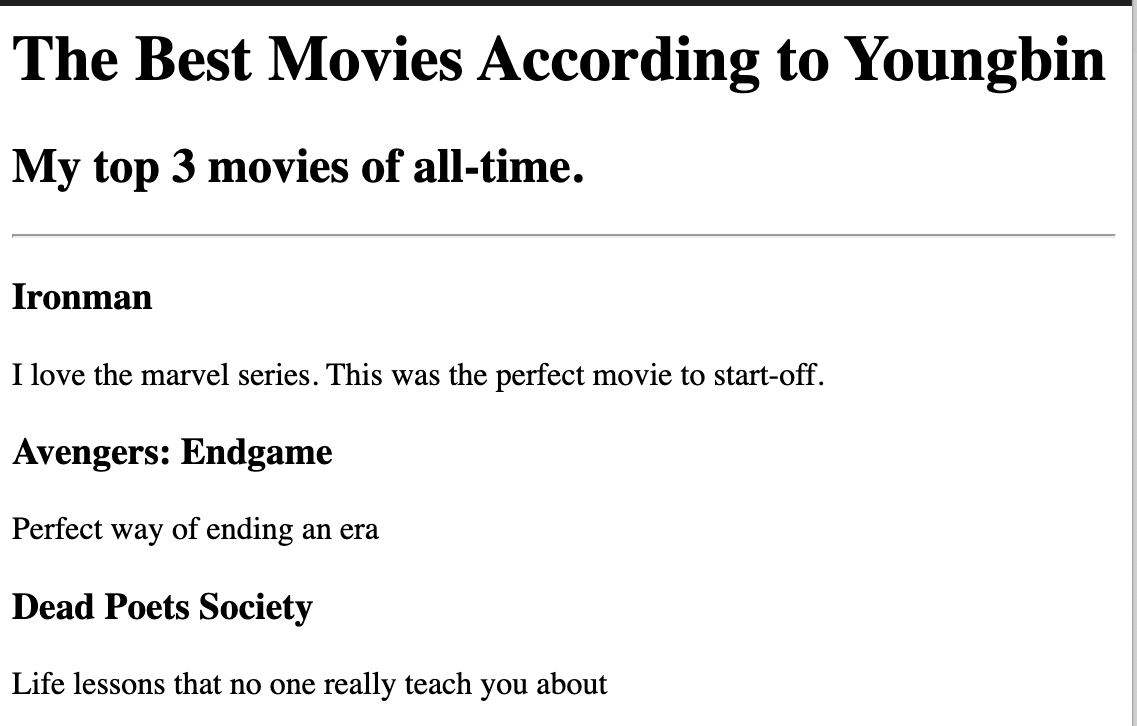 The Best Movies According to Youngbin
My top 3 movies of all-time.
Ironman
I love the marvel series. This was the perfect movie to start-off.
Avengers: Endgame
Perfect way of ending an era
Dead Poets Society
Life lessons that no one really teach you about